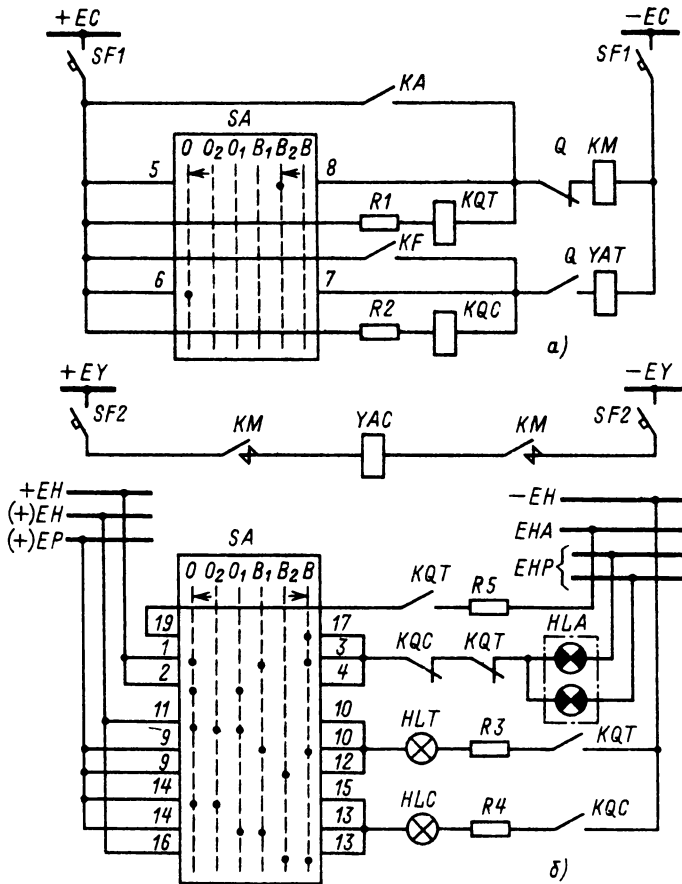 +EC –EC
SF1 SF1
KA
SA
O O2 O1 B1 B2 B
5 8 Q KM
R1 KQT
KF
6 7 Q YAT
R2 KQC
а)
+EY –EY
SF2 KM YAC KM SF2
+EH –EH
(+)EH EHA
(+)EP EHP
SA
O O2 O1 B1 B2 B
KQT R5
19 17
1 3 KQC KQT HLA
2 4
11 10
9 10 HLT R3 KQT
9 12
14 15
14 13 HLC R4 KQC
16 13
б)